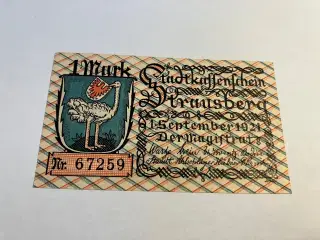 1 Mark
Stadtkassenschein
Strausberg
1. September 1921.
Der Magistrat:
Nr. 67259